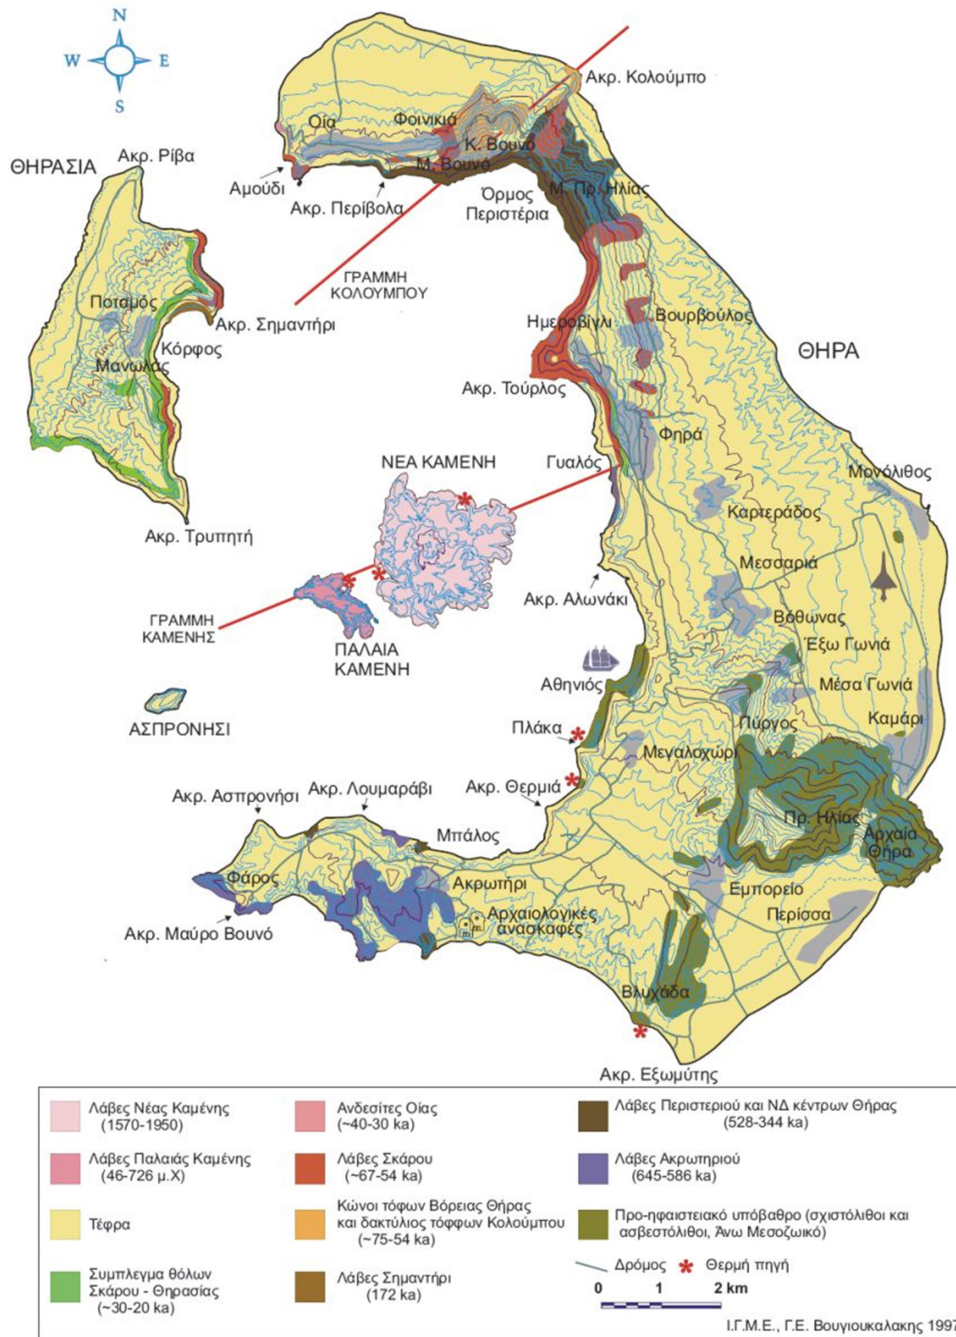 N
W E
S
Ακρ. Κολούμπο
Οία
Φοινικιά
Κ. Βουνό
Μ. Βουνό
ΘΗΡΑΣΙΑ
Ακρ. Ρίβα
Αμούδι
Ακρ. Περίβολα
Όρμος
Περιστέρια
Μ. Πρ. Ηλίας
ΓΡΑΜΜΗ
ΚΟΛΟΥΜΠΟΥ
Ποταμός
Ακρ. Σημαντήρι
Κόρφος
Μανωλάς
Ημεροβίγλι
Βουρβούλος
ΘΗΡΑ
Ακρ. Τούρλος
Φηρά
Γυαλός
ΝΕΑ ΚΑΜΕΝΗ
Μονόλιθος
Καρτεράδος
Ακρ. Τρυπητή
Μεσσαριά
Ακρ. Αλωνάκι
Βόθωνας
ΓΡΑΜΜΗ
ΚΑΜΕΝΗΣ
ΠΑΛΑΙΑ
ΚΑΜΕΝΗ
Έξω Γωνιά
Αθηνιός
Μέσα Γωνιά
ΑΣΠΡΟΝΗΣΙ
Πλάκα
Πύργος
Καμάρι
Μεγαλοχώρι
Ακρ. Θερμιά
Ακρ. Ασπρονήσι
Ακρ. Λουμαράβι
Μπάλος
Πρ. Ηλίας
Αρχαία
Θήρα
Φάρος
Ακρωτήρι
Εμπορείο
Περίσσα
Ακρ. Μαύρο Βουνό
Αρχαιολογικές
ανασκαφές
Βλυχάδα
Ακρ. Εξωμύτης
Λάβες Νέας Καμένης
(1570-1950)
Λάβες Παλαιάς Καμένης
(46-726 μ.Χ)
Τέφρα
Συμπλεγμα θόλων
Σκάρου - Θηρασίας
(~30-20 ka)
Ανδεσίτες Οίας
(~40-30 ka)
Λάβες Σκάρου
(~67-54 ka)
Κώνοι τόφων Βόρειας Θήρας
και δακτύλιος τόφφων Κολούμπου
(~75-54 ka)
Λάβες Σημαντήρι
(172 ka)
Λάβες Περιστεριού και ΝΔ κέντρων Θήρας
(528-344 ka)
Λάβες Ακρωτηριού
(645-586 ka)
Προ-ηφαιστειακό υπόβαθρο (σχιστόλιθοι και
ασβεστόλιθοι, Άνω Μεσοζωικό)
Δρόμος
Θερμή πηγή
0 1 2 km
Ι.Γ.Μ.Ε., Γ.Ε. Βουγιουκαλακης 1997